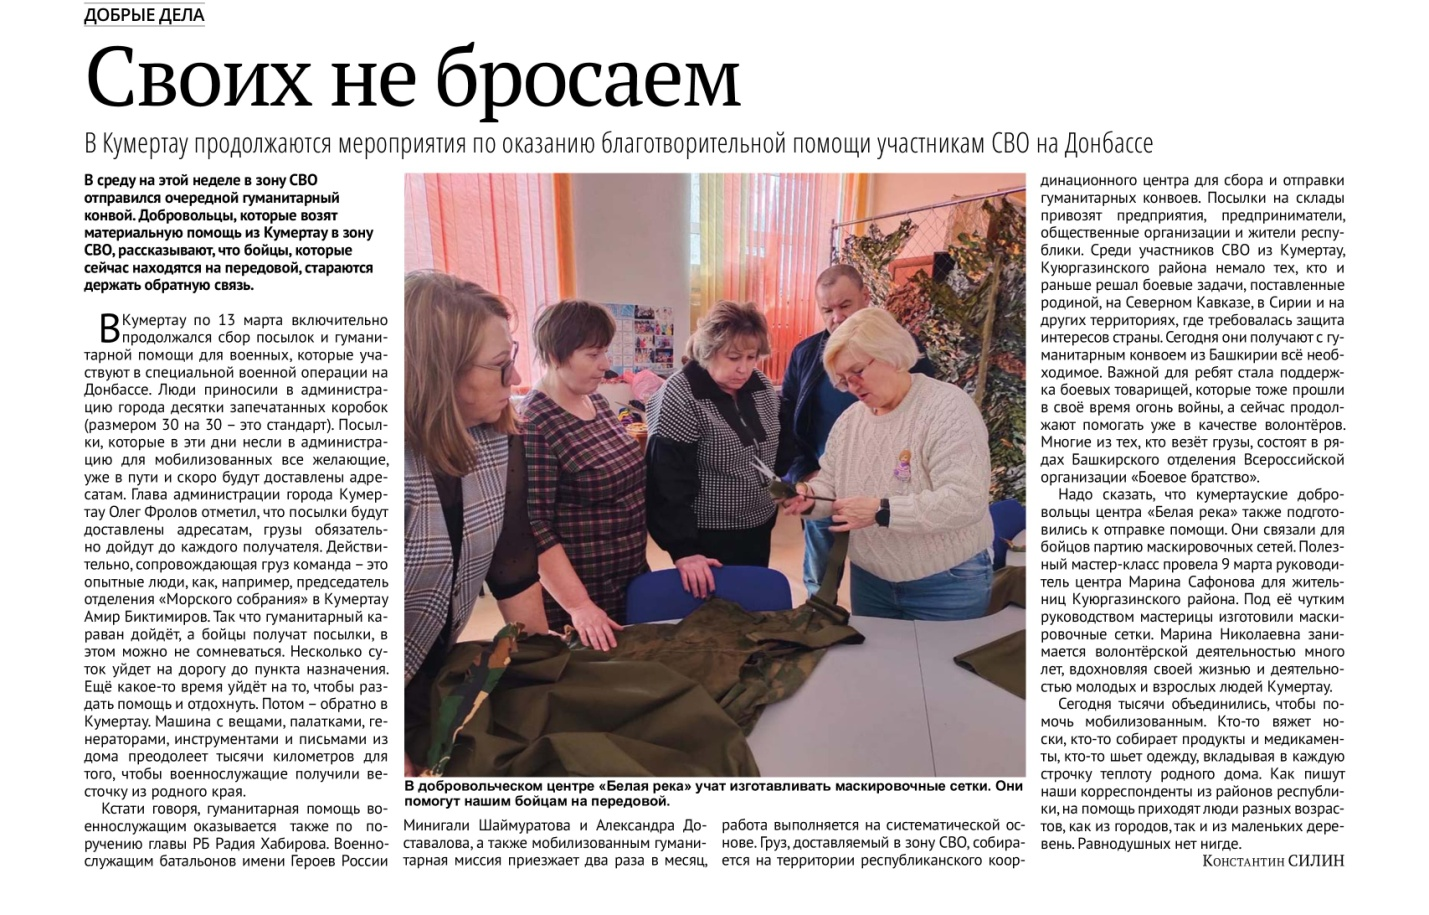 ДОБРЫЕ ДЕЛА
Своих не бросаем
В Кумертау продолжаются мероприятия по оказанию благотворительной помощи участникам СВО на Донбассе
В среду на этой неделе в зону СВО
отправился очередной гуманитарный
конвой. Добровольцы, которые возят
материальную помощь из Кумертау в зону
СВО, рассказывают, что бойцы, которые
сейчас находятся на передовой, стараются
держать обратную связь.
В Кумертау по 13 марта включительно
продолжался сбор посылок и гумани-
тарной помощи для военных, которые уча-
ствуют в специальной военной операции на
Донбассе. Люди приносили в администра-
цию города десятки запечатанных коробок
(размером 30 на 30 – это стандарт). Посыл-
ки, которые в эти дни несли в администра-
цию для мобилизованных все желающие,
уже в пути и скоро будут доставлены адре-
сатам. Глава администрации города Кумер-
тау Олег Фролов отметил, что посылки будут
доставлены адресатам, грузы обязатель-
но дойдут до каждого получателя. Действи-
тельно, сопровождающая груз команда – это
опытные люди, как, например, председатель
отделения «Морского собрания» в Кумертау
Амир Биктимиров. Так что гуманитарный ка-
раван дойдёт, а бойцы получат посылки, в
этом можно не сомневаться. Несколько су-
ток уйдет на дорогу до пункта назначения.
Ещё какое-то время уйдёт на то, чтобы раз-
дать помощь и отдохнуть. Потом – обратно в
Кумертау. Машина с вещами, палатками, ге-
нераторами, инструментами и письмами из
дома преодолеет тысячи километров для
того, чтобы военнослужащие получили ве-
сточку из родного края.
Кстати говоря, гуманитарная помощь во-
еннослужащим оказывается также по по-
ручению главы РБ Радия Хабирова. Военно-
служащим батальонов имени Героев России
В добровольческом центре «Белая река» учат изготавливать маскировочные сетки. Они
помогут нашим бойцам на передовой.
Минигали Шаймуратова и Александра До-
ставалова, а также мобилизованным гумани-
тарная миссия приезжает два раза в месяц,
работа выполняется на систематической ос-
нове. Груз, доставляемый в зону СВО, собира-
ется на территории республиканского коор-
динационного центра для сбора и отправки
гуманитарных конвоев. Посылки на склады
привозят предприятия, предприниматели,
общественные организации и жители респу-
блики. Среди участников СВО из Кумертау,
Куюргазинского района немало тех, кто и
раньше решал боевые задачи, поставленные
родиной, на Северном Кавказе, в Сирии и на
других территориях, где требовалась защита
интересов страны. Сегодня они получают с гу-
манитарным конвоем из Башкирии всё необ-
ходимое. Важной для ребят стала поддерж-
ка боевых товарищей, которые тоже прошли
в своё время огонь войны, а сейчас продол-
жают помогать уже в качестве волонтёров.
Многие из тех, кто везёт грузы, состоят в ря-
дах Башкирского отделения Всероссийской
организации «Боевое братство».
Надо сказать, что кумертауские добро-
вольцы центра «Белая река» также подгото-
вились к отправке помощи. Они связали для
бойцов партию маскировочных сетей. Полез-
ный мастер-класс провела 9 марта руководи-
тель центра Марина Сафонова для житель-
ниц Куюргазинского района. Под её чутким
руководством мастерицы изготовили маски-
ровочные сетки. Марина Николаевна зани-
мается волонтёрской деятельностью много
лет, вдохновляя своей жизнью и деятельно-
стью молодых и взрослых людей Кумертау.
Сегодня тысячи объединились, чтобы по-
мочь мобилизованным. Кто-то вяжет но-
ски, кто-то собирает продукты и медикамен-
ты, кто-то шьет одежду, вкладывая в каждую
строчку теплоту родного дома. Как пишут
наши корреспонденты из районов республи-
ки, на помощь приходят люди разных возрас-
тов, как из городов, так и из маленьких дере-
вень. Равнодушных нет нигде.
Константин СИЛИН